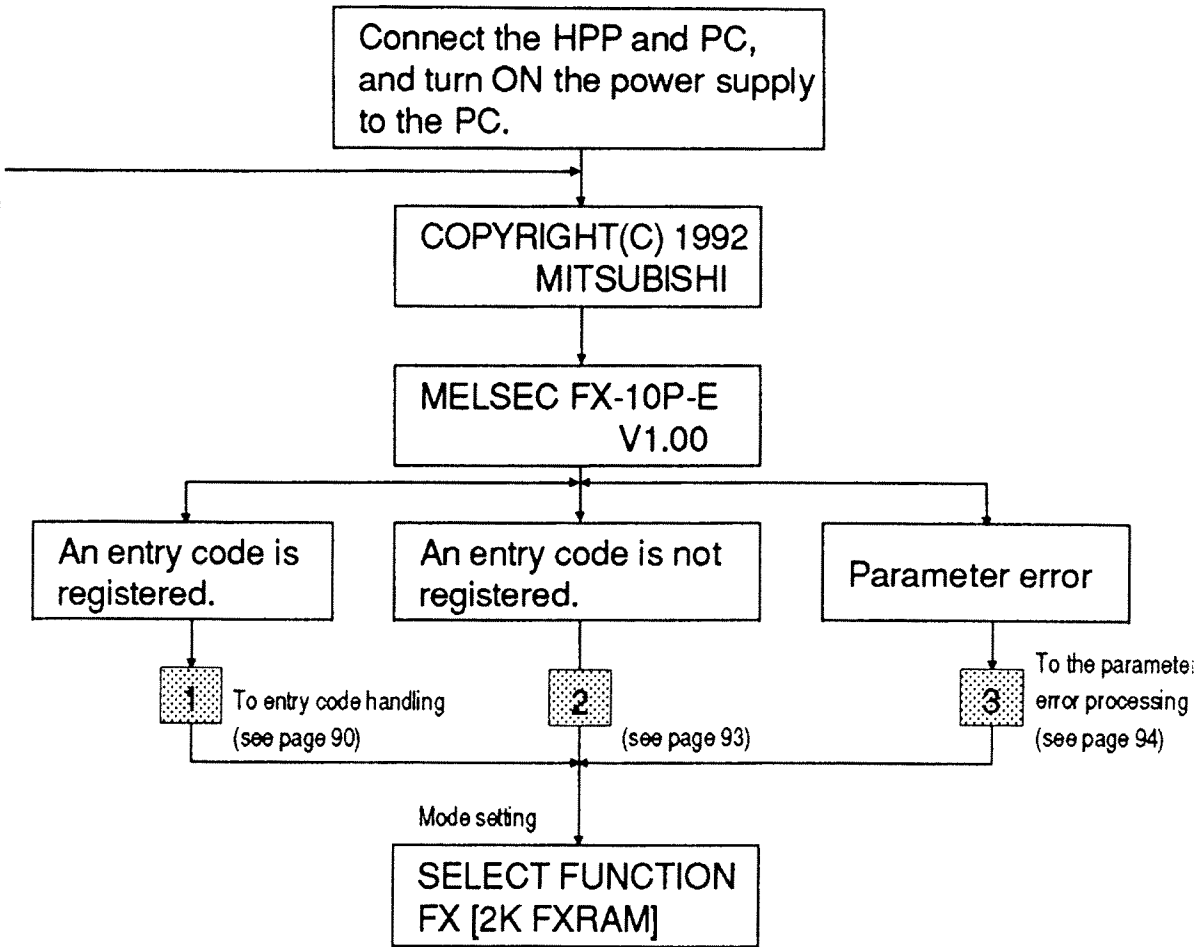 Connect the HPP and PC,
and turn ON the power supply
to the PC.
COPYRIGHT(C) 1992
MITSUBISHI
MELSEC FX-10P-E
V1.00
An entry code is
registered.
An entry code is not
registered.
Parameter error
1
To entry code handling
(see page 90)
2
(see page 93)
3
To the
error processing
(see page 94)
Mode setting
SELECT FUNCTION
FX [2K FXRAM]